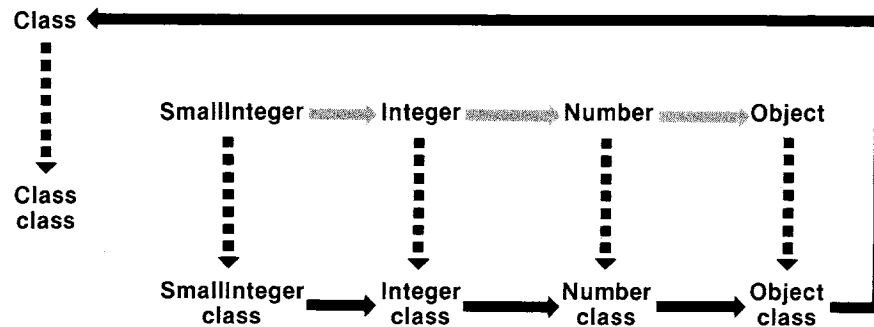 Class
SmallInteger Integer Number Object
Class
class
SmallInteger Integer Number Object
class class class class